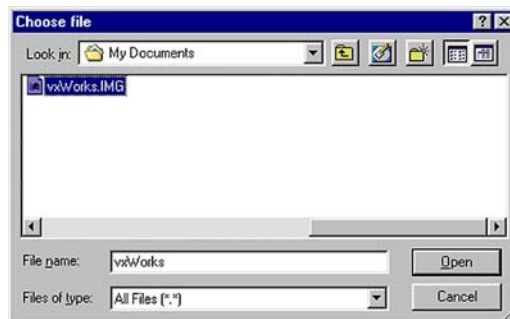 Choose file
Look in: My Documents
vxWorks.IMG
File name: vxWorks
Open
Files of type: All Files (*.*)
Cancel